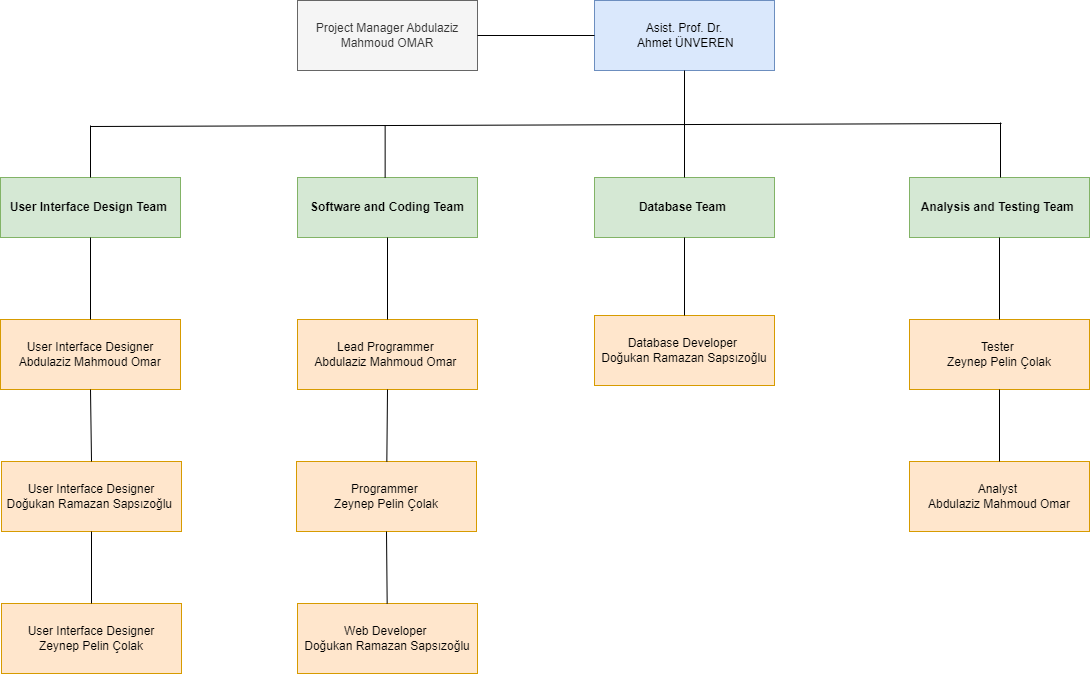 Project Manager Abdulaziz
Mahmoud OMAR
Asist. Prof. Dr.
Ahmet ÜNVEREN
User Interface Design Team
Software and Coding Team
Database Team
Analysis and Testing Team
User Interface Designer
Abdulaziz Mahmoud Omar
Lead Programmer
Abdulaziz Mahmoud Omar
Database Developer
Doğukan Ramazan Sapsızoğlu
Tester
Zeynep Pelin Çolak
User Interface Designer
Doğukan Ramazan Sapsızoğlu
Programmer
Zeynep Pelin Çolak
Analyst
Abdulaziz Mahmoud Omar
User Interface Designer
Zeynep Pelin Çolak
Web Developer
Doğukan Ramazan Sapsızoğlu